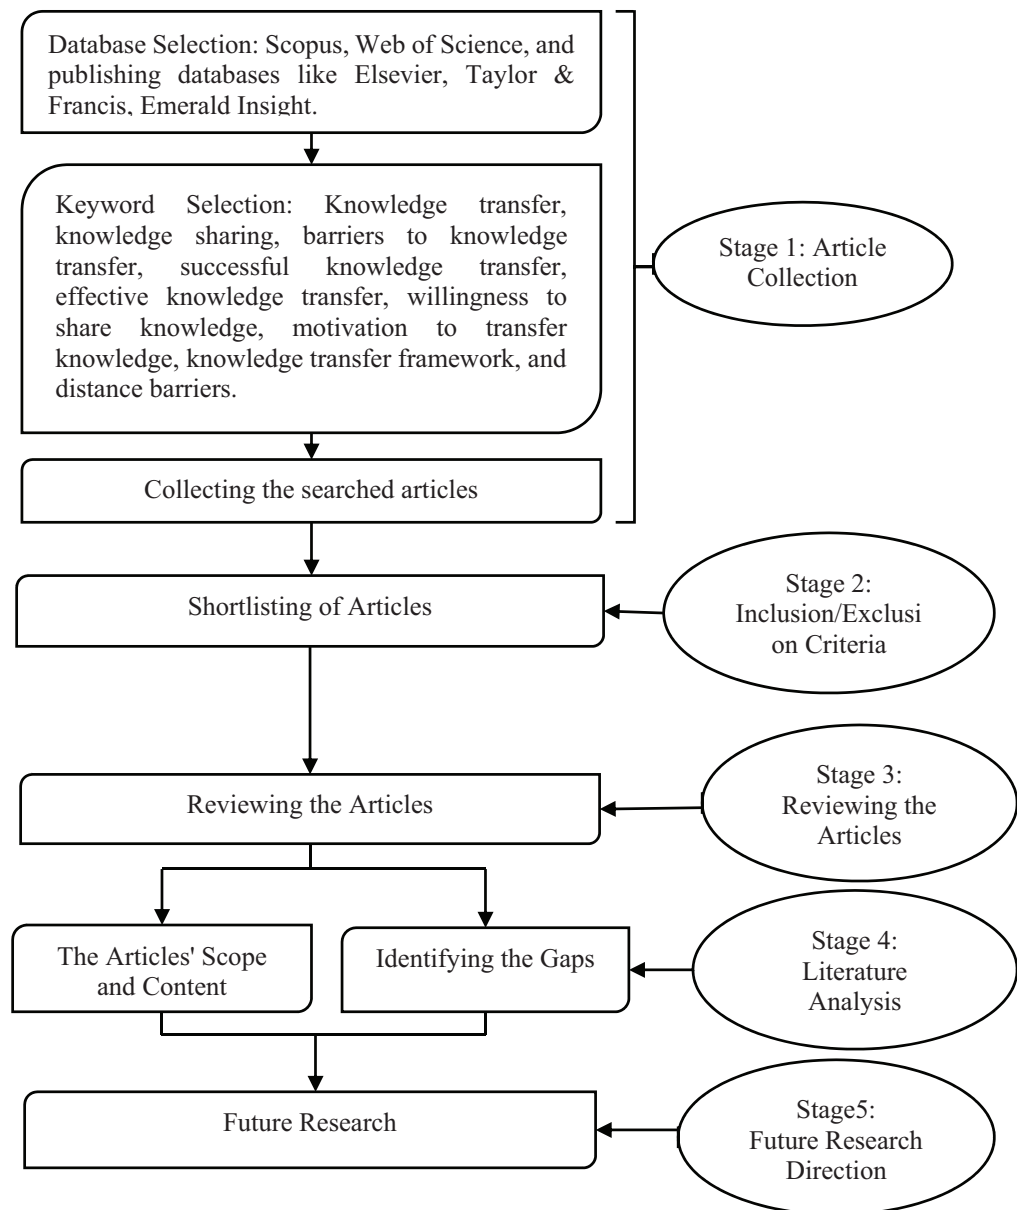 Database Selection: Scopus, Web of Science, and
publishing databases like Elsevier, Taylor &
Francis, Emerald Insight.
Keyword Selection: Knowledge transfer,
knowledge sharing, barriers to knowledge
transfer, successful knowledge transfer,
effective knowledge transfer, willingness to
share knowledge, motivation to transfer
knowledge, knowledge transfer framework, and
distance barriers.
Stage 1: Article
Collection
Collecting the searched articles
Shortlisting of Articles
Stage 2:
Inclusion/Exclusi
on Criteria
Reviewing the Articles
Stage 3:
Reviewing the
Articles
The Articles' Scope
and Content
Identifying the Gaps
Stage 4:
Literature
Analysis
Future Research
Stage5:
Future Research
Direction